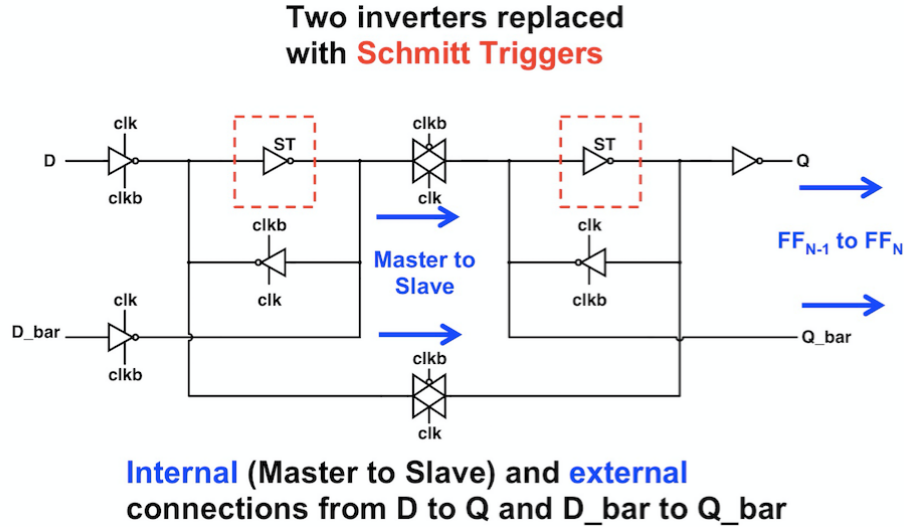 Two inverters replaced
with Schmitt Triggers
clk
clkb
D
ST
ST
Q
clkb
clk
FF_N-1 to FF_N
clkb
clk
Master to
Slave
clk
clkb
clk
D_bar
Q_bar
clkb
clkb
clk
Internal (Master to Slave) and external
connections from D to Q and D_bar to Q_bar